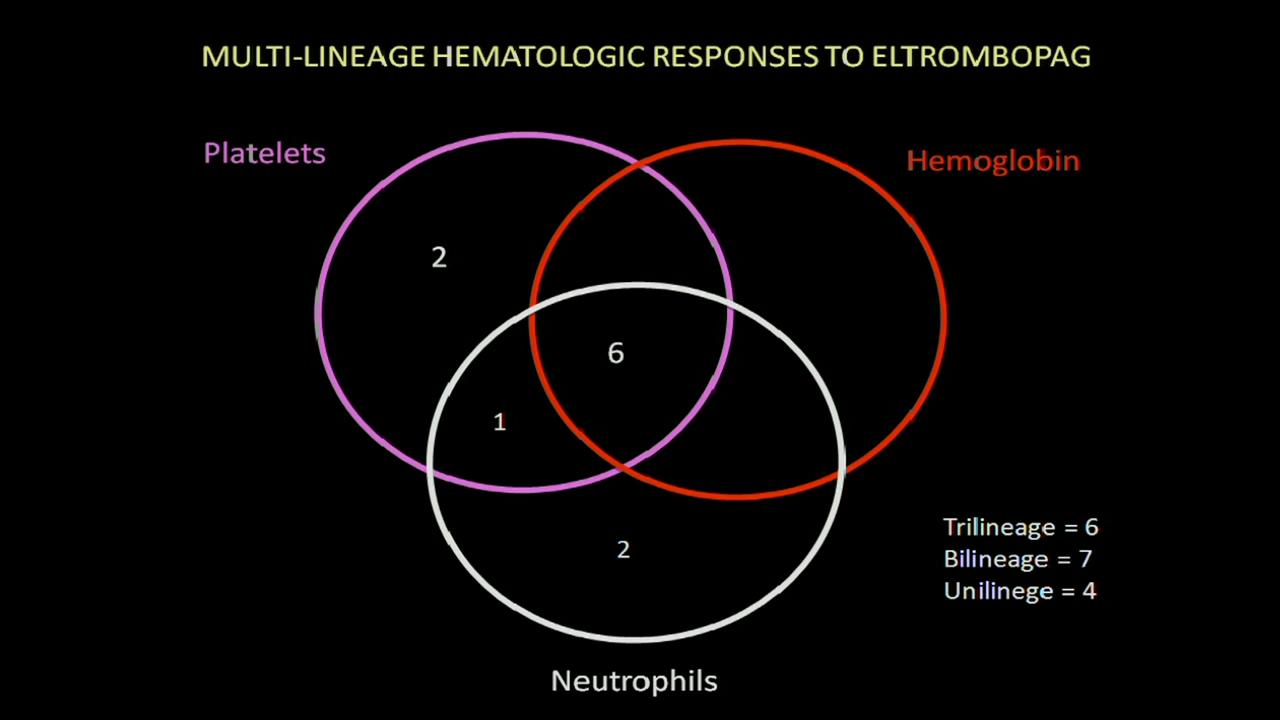 MULTI-LINEAGE HEMATOLOGIC RESPONSES TO ELTROMBOPAG
Platelets
Hemoglobin
2
6
1
2
Trilineage = 6
Bilineage = 7
Unilinege = 4
Neutrophils